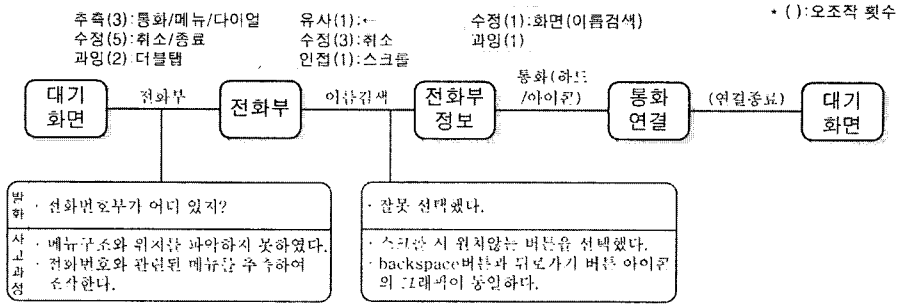 * ( ):오조작 횟수
추측(3):통화/메뉴/다이얼
수정(5):취소/종료
과잉(2):더블탭
유사(1):←
수정(3):취소
인접(1):스크롤
수정(1):화면(이름검색)
과잉(1)
대기
화면
전화부
전화부
이름검색
전화부
정보
통화(하드
/아이콘)
통화
연결
(연결종료)
대기
화면
발화
· 전화번호부가 어디 있지?
사고과정
· 메뉴구조와 위치를 파악하지 못하였다.
· 전화번호와 관련된 메뉴를 추측하여
조작한다.
· 잘못 선택했다.
· 스크롤 시 원치않는 버튼을 선택했다.
· backspace버튼과 뒤로가기 버튼 아이콘
의 그래픽이 동일하다.